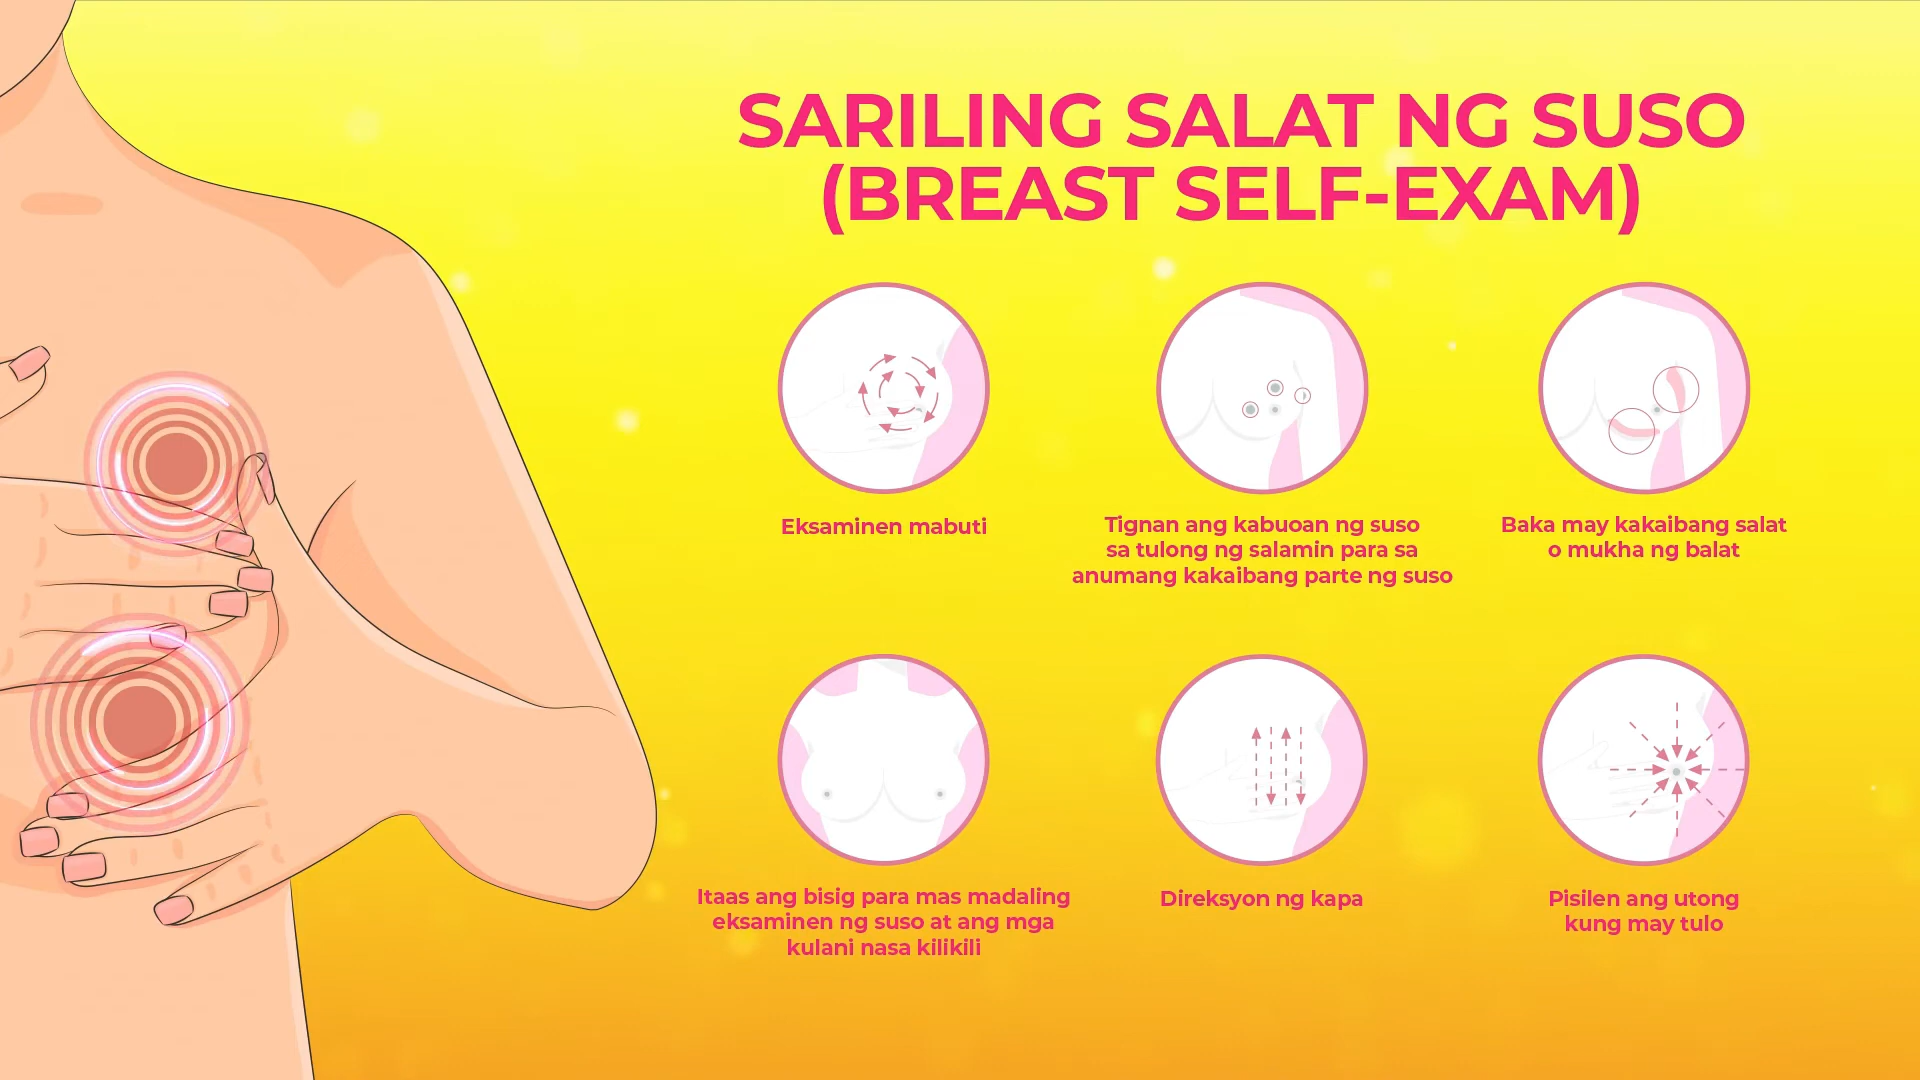 SARILING SALAT NG SUSO
(BREAST SELF-EXAM)
Eksaminen mabuti
Tignan ang kabuoan ng suso
sa tulong ng salamin para sa
anumang kakaibang parte ng suso
Baka may kakaibang salat
o mukha ng balat
Itaas ang bisig para mas madaling
eksaminen ng suso at ang mga
kulani nasa kilikili
Direksyon ng kapa
Pisilen ang utong
kung may tulo